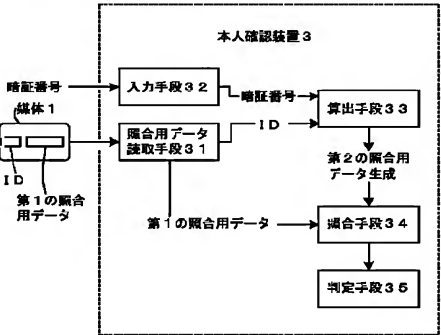 本人確認装置3
暗証番号
入力手段32
暗証番号
算出手段33
媒体1
照合用データ
読取手段31
ID
ID
第1の照合
用データ
第2の照合用
データ生成
第1の照合用データ
照合手段34
判定手段35